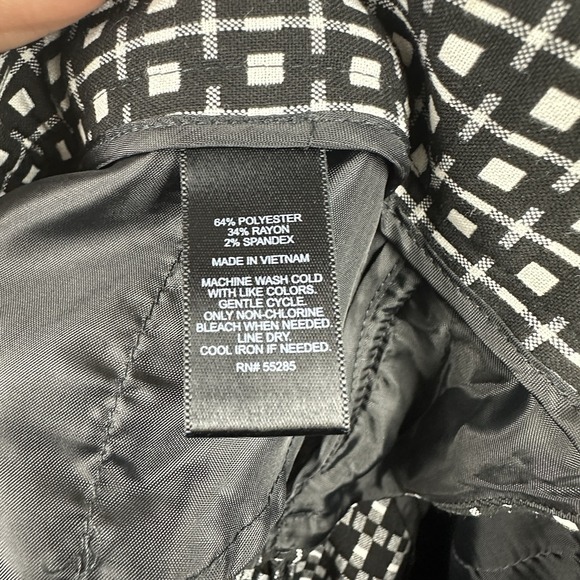 64% POLYESTER
34% RAYON
2% SPANDEX
MADE IN VIETNAM
MACHINE WASH COLD
WITH LIKE COLORS.
GENTLE CYCLE.
ONLY NON-CHLORINE
BLEACH WHEN NEEDED.
LINE DRY.
COOL IRON IF NEEDED.
RN# 55285